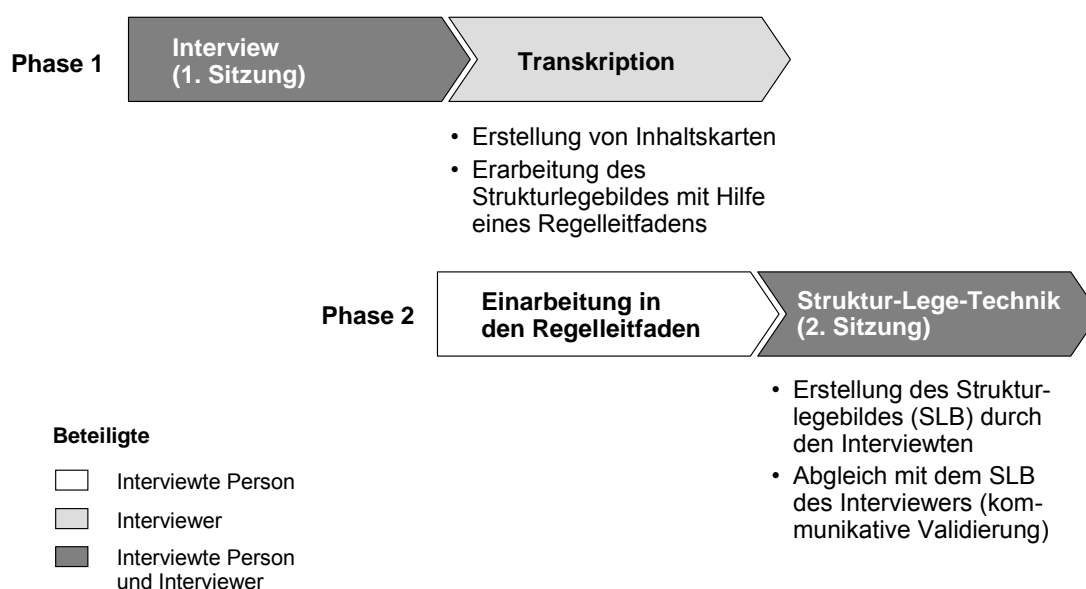 Phase 1
Interview
(1. Sitzung)
Transkription
• Erstellung von Inhaltskarten
• Erarbeitung des
Strukturlegebildes mit Hilfe
eines Regelleitfadens
Phase 2
Einarbeitung in
den Regelleitfaden
Struktur-Lege-Technik
(2. Sitzung)
• Erstellung des Struktur-
legebildes (SLB) durch
den Interviewten
• Abgleich mit dem SLB
des Interviewers (kom-
munikative Validierung)
Beteiligte
Interviewte Person
Interviewer
Interviewte Person
und Interviewer